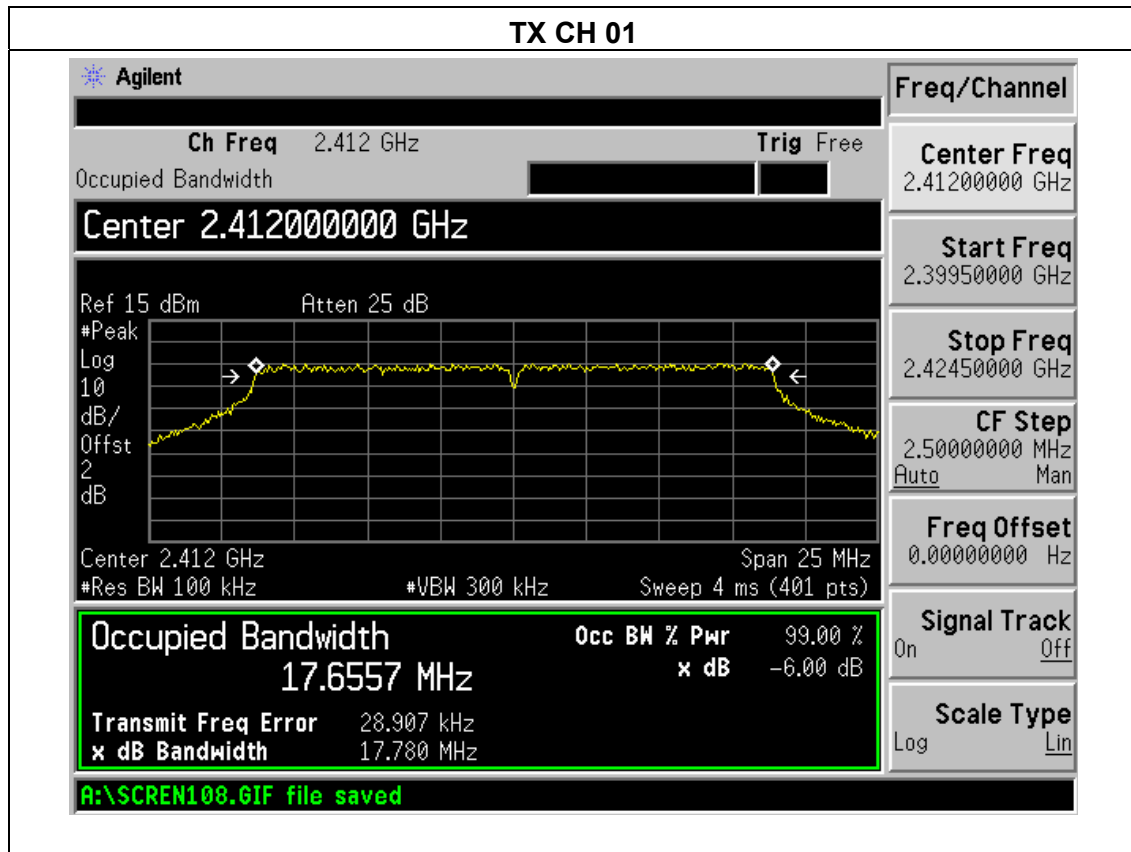 TX CH 01
Agilent
Freq/Channel
Ch Freq 2.412 GHz Trig Free
Occupied Bandwidth
Center 2.412000000 GHz
Center Freq
2.41200000 GHz
Start Freq
2.39950000 GHz
Stop Freq
2.42450000 GHz
CF Step
2.50000000 MHz
Auto Man
Freq Offset
0.00000000 Hz
Signal Track
On Off
Scale Type
Log Lin
Ref 15 dBm Atten 25 dB
#Peak
Log
10
dB/
Offst
2
dB
Center 2.412 GHz Span 25 MHz
#Res BW 100 kHz #VBW 300 kHz Sweep 4 ms (401 pts)
Occupied Bandwidth Occ BW % Pwr 99.00 %
17.6557 MHz x dB -6.00 dB
Transmit Freq Error 28.907 kHz
x dB Bandwidth 17.780 MHz
A:\SCREN108.GIF file saved